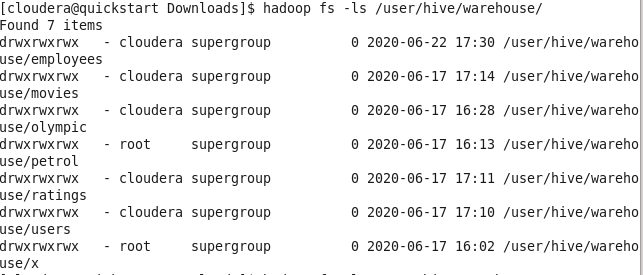 [cloudera@quickstart Downloads]$ hadoop fs -ls /user/hive/warehouse/
Found 7 items
drwxrwxrwx   - cloudera supergroup          0 2020-06-22 17:30 /user/hive/wareho
use/employees
drwxrwxrwx   - cloudera supergroup          0 2020-06-17 17:14 /user/hive/wareho
use/movies
drwxrwxrwx   - cloudera supergroup          0 2020-06-17 16:28 /user/hive/wareho
use/olympic
drwxrwxrwx   - root     supergroup          0 2020-06-17 16:13 /user/hive/wareho
use/petrol
drwxrwxrwx   - cloudera supergroup          0 2020-06-17 17:11 /user/hive/wareho
use/ratings
drwxrwxrwx   - cloudera supergroup          0 2020-06-17 17:10 /user/hive/wareho
use/users
drwxrwxrwx   - root     supergroup          0 2020-06-17 16:02 /user/hive/wareho
use/x